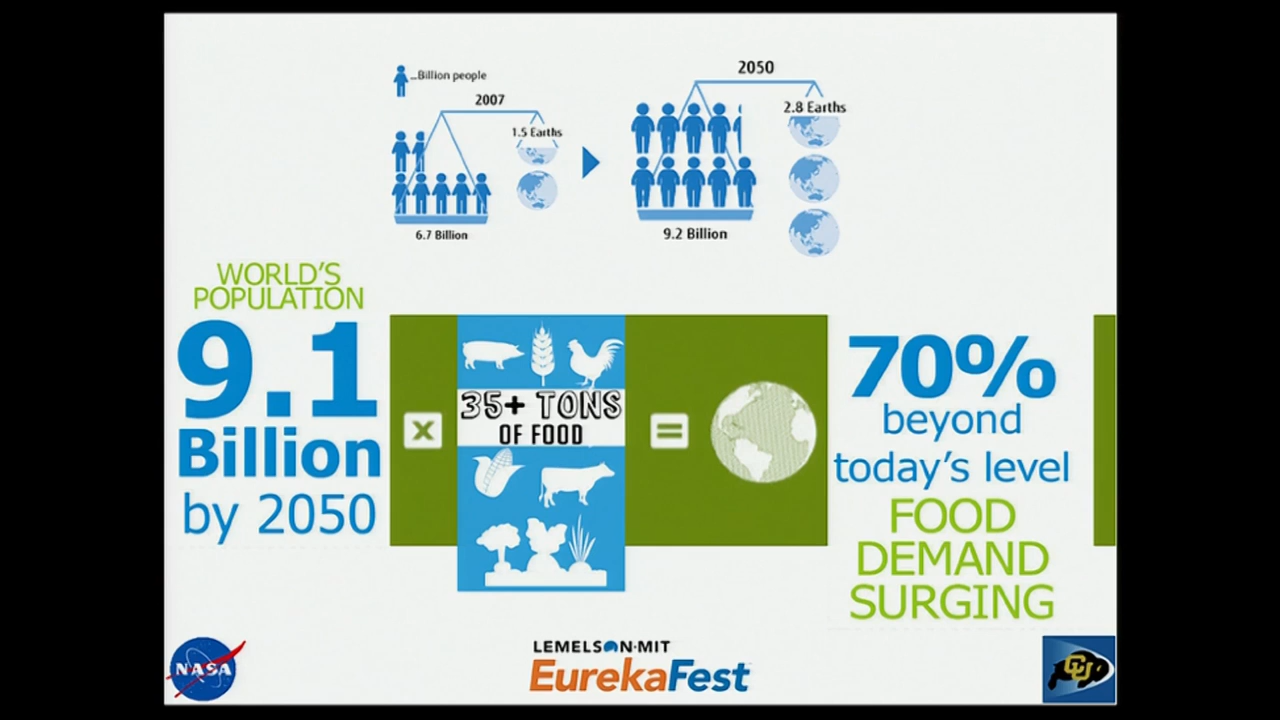 ...Billion people
2007
1.5 Earths
6.7 Billion
2050
2.8 Earths
9.2 Billion
WORLD'S
POPULATION
9.1
Billion
by 2050
x
35+ TONS
OF FOOD
=
70%
beyond
today's level
FOOD
DEMAND
SURGING
NASA
LEMELSON-MIT
EurekaFest
CU